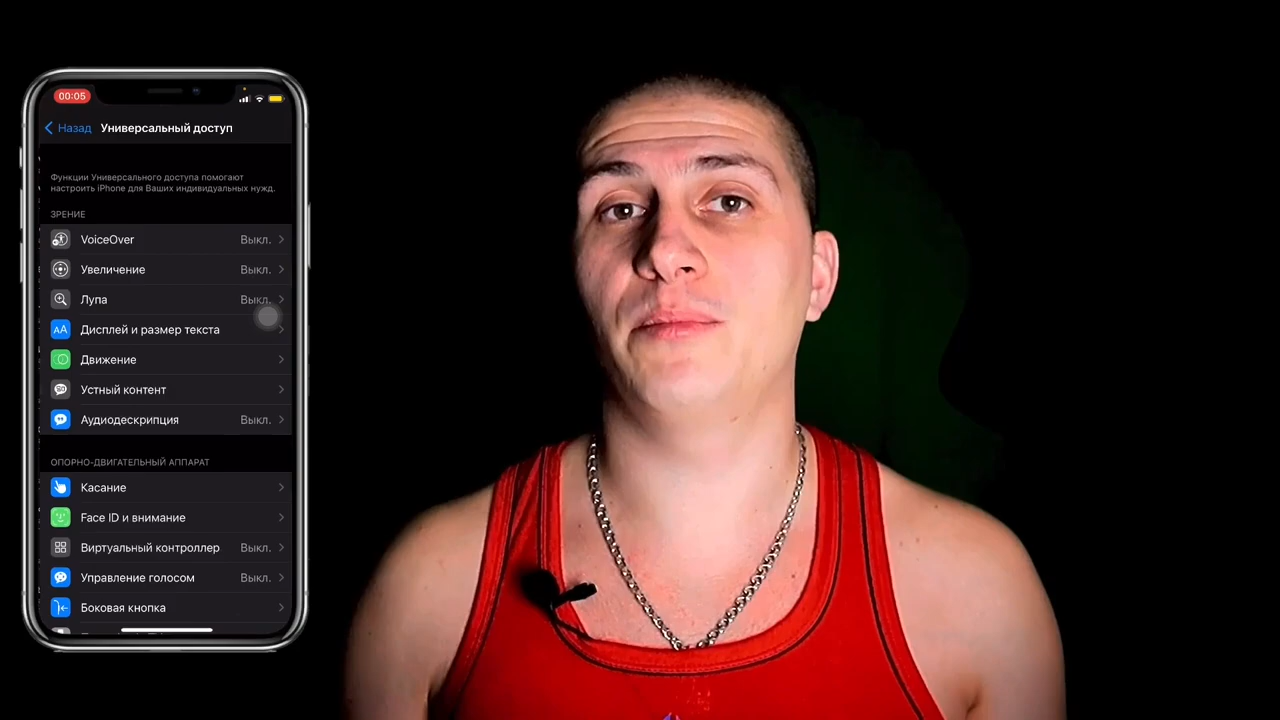 00:05
Назад Универсальный доступ
Функции Универсального доступа помогают
настроить iPhone для Ваших индивидуальных нужд.
ЗРЕНИЕ
VoiceOver Выкл.
Увеличение Выкл.
Лупа Выкл.
AA Дисплей и размер текста
Движение
Устный контент
Аудиодескрипция Выкл.
ОПОРНО-ДВИГАТЕЛЬНЫЙ АППАРАТ
Касание
Face ID и внимание
Виртуальный контроллер Выкл.
Управление голосом Выкл.
Боковая кнопка